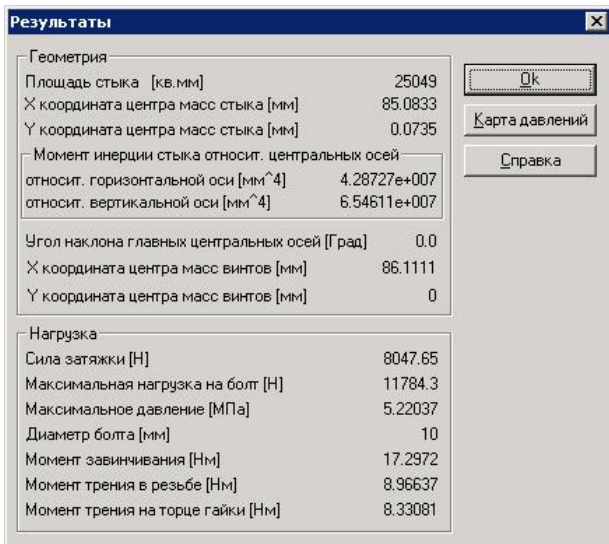 Результаты
Геометрия
Площадь стыка [кв.мм] 25049
X координата центра масс стыка [мм] 85.0833
Y координата центра масс стыка [мм] 0.0735
Момент инерции стыка относит. центральных осей
относит. горизонтальной оси [мм^4] 4.28727e+007
относит. вертикальной оси [мм^4] 6.54611e+007
Угол наклона главных центральных осей [Град] 0.0
X координата центра масс винтов [мм] 86.1111
Y координата центра масс винтов [мм] 0
Нагрузка
Сила затяжки [Н] 8047.65
Максимальная нагрузка на болт [Н] 11784.3
Максимальное давление [МПа] 5.22037
Диаметр болта [мм] 10
Момент завинчивания [Нм] 17.2972
Момент трения в резьбе [Нм] 8.96637
Момент трения на торце гайки [Нм] 8.33081
Ok
Карта давлений
Справка